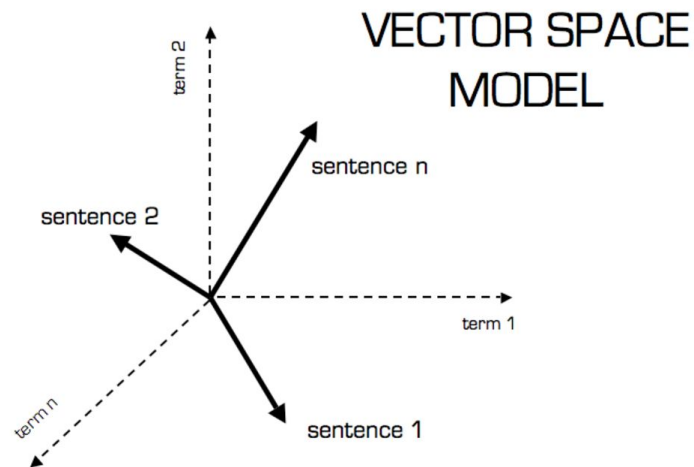 VECTOR SPACE
MODEL
term 2
sentence n
sentence 2
term 1
term n
sentence 1